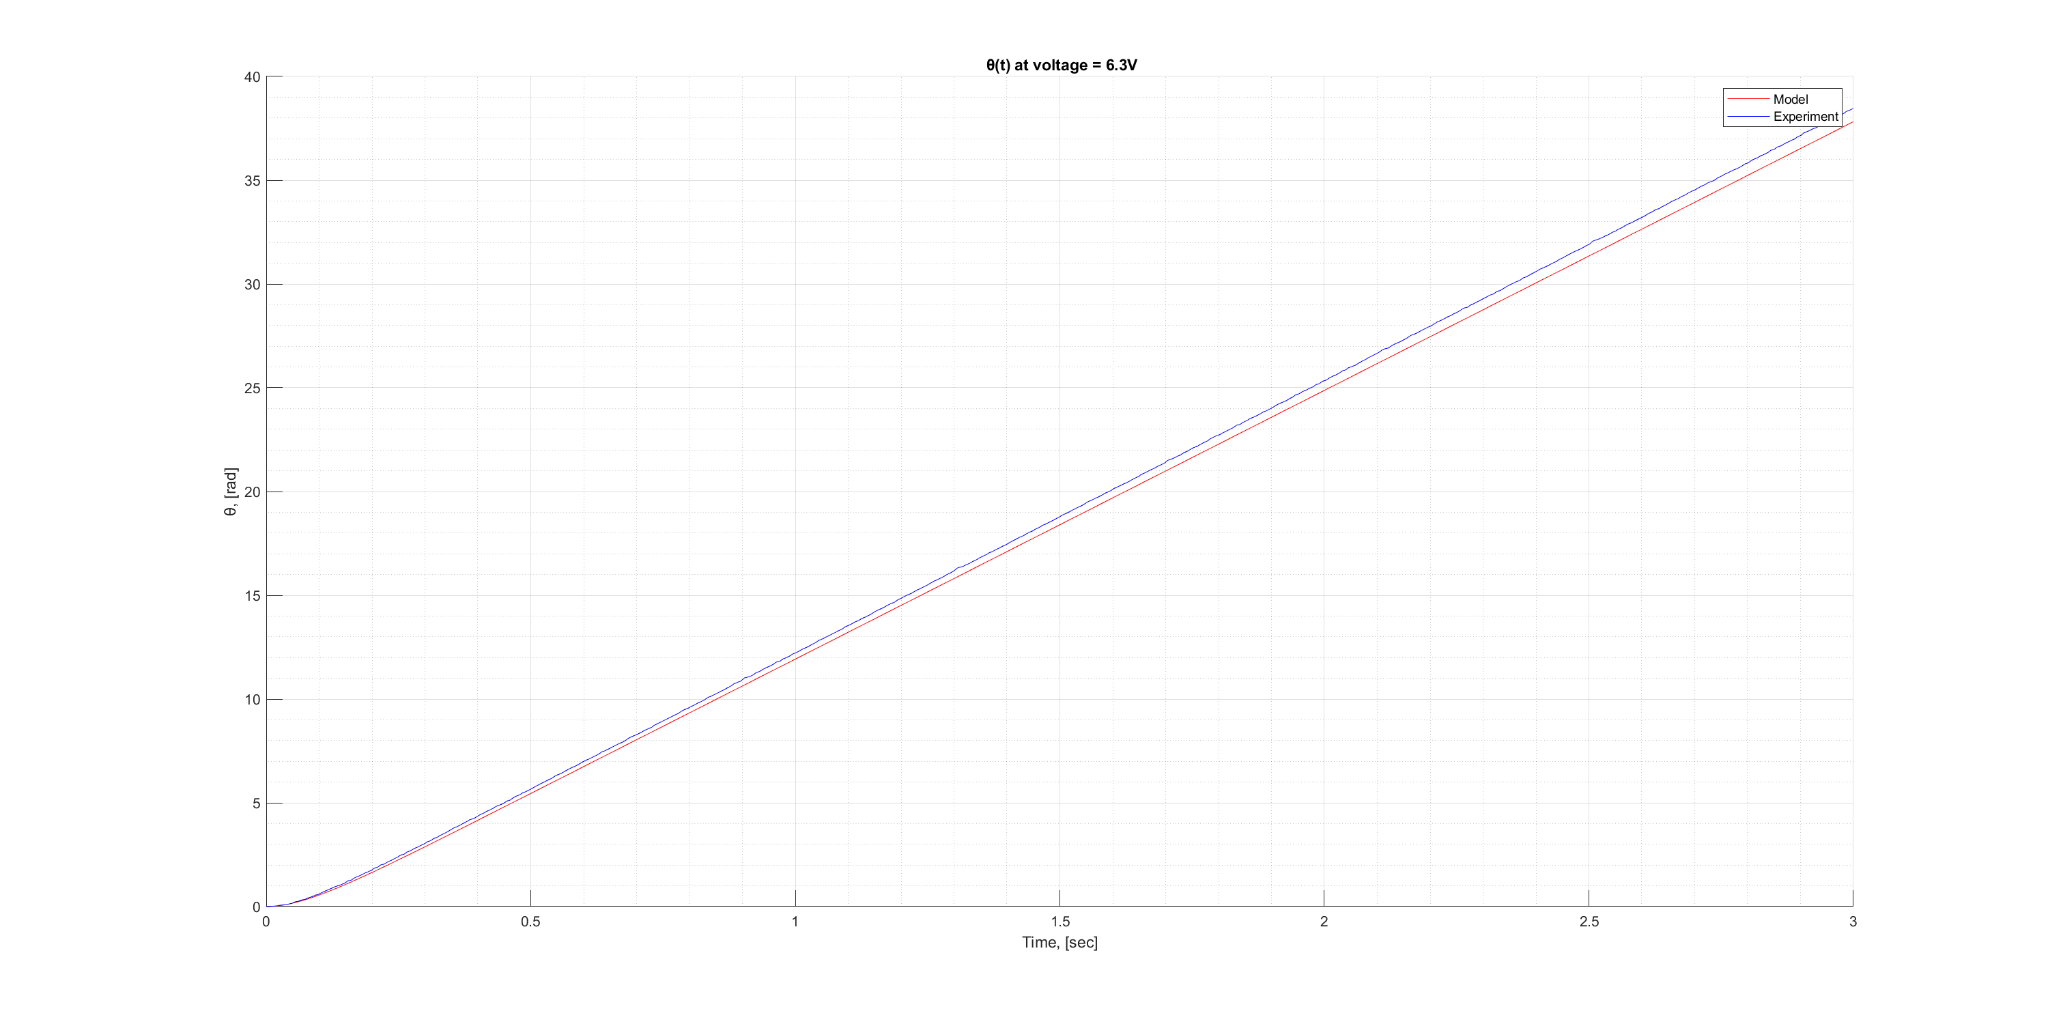 θ(t) at voltage = 6.3V
Model
Experiment
40
35
30
25
20
15
10
5
0
θ, [rad]
0 0.5 1 1.5 2 2.5 3
Time, [sec]